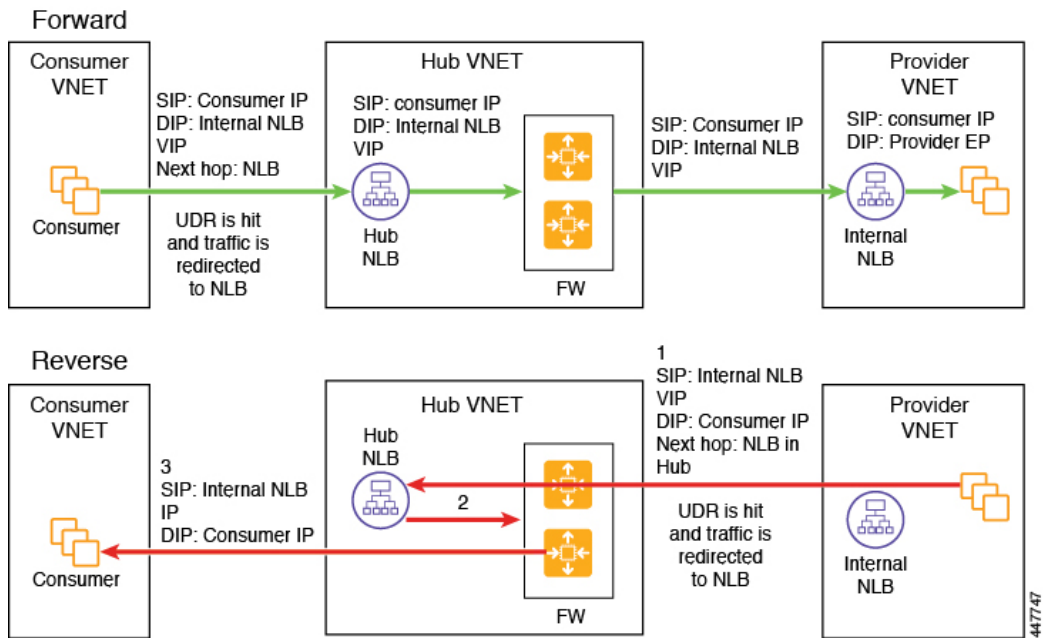 Forward
Consumer
VNET
SIP: Consumer IP
DIP: Internal NLB
VIP
Next hop: NLB
Consumer
UDR is hit
and traffic is
redirected
to NLB
Hub VNET
SIP: consumer IP
DIP: Internal NLB
VIP
Hub
NLB
FW
SIP: Consumer IP
DIP: Internal NLB
VIP
Provider
VNET
SIP: consumer IP
DIP: Provider EP
Internal
NLB
Reverse
Consumer
VNET
3
SIP: Internal NLB
IP
DIP: Consumer IP
Consumer
Hub VNET
Hub
NLB
2
FW
1
SIP: Internal NLB
VIP
DIP: Consumer IP
Next hop: NLB in
Hub
UDR is hit
and traffic is
redirected
to NLB
Provider
VNET
Internal
NLB
447747